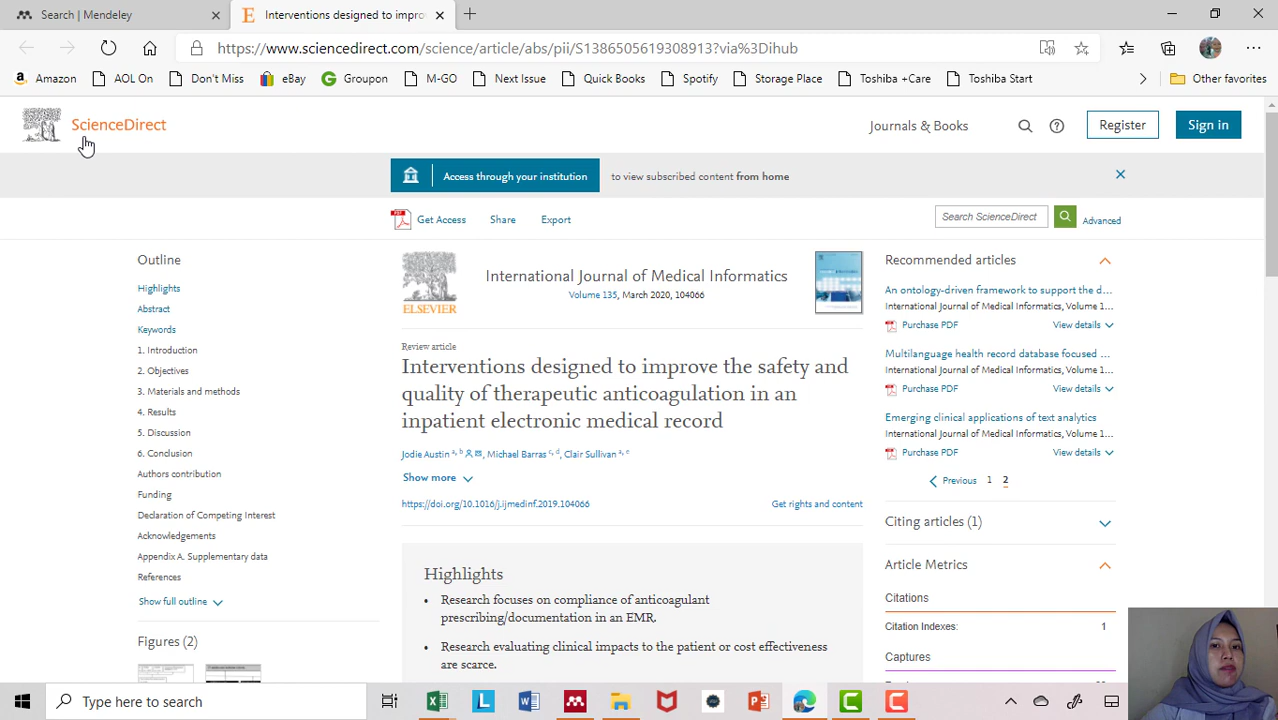 Search | Mendeley
Interventions designed to impro
https://www.sciencedirect.com/science/article/abs/pii/S1386505619308913?via%3Dihub
Amazon AOL On Don't Miss eBay Groupon M-GO Next Issue Quick Books Spotify Storage Place Toshiba +Care Toshiba Start Other favorites
ScienceDirect
Journals & Books
Register
Sign in
Access through your institution to view subscribed content from home
Get Access Share Export
Search ScienceDirect
Advanced
Outline
Highlights
Abstract
Keywords
1. Introduction
2. Objectives
3. Materials and methods
4. Results
5. Discussion
6. Conclusion
Authors contribution
Funding
Declaration of Competing Interest
Acknowledgements
Appendix A. Supplementary data
References
Show full outline
Figures (2)
ELSEVIER
International Journal of Medical Informatics
Volume 135, March 2020, 104066
Review article
Interventions designed to improve the safety and
quality of therapeutic anticoagulation in an
inpatient electronic medical record
Jodie Austin a, b, Michael Barras c, d, Clair Sullivan a, e
Show more
https://doi.org/10.1016/j.ijmedinf.2019.104066
Get rights and content
Highlights
• Research focuses on compliance of anticoagulant
prescribing/documentation in an EMR.
• Research evaluating clinical impacts to the patient or cost effectiveness
are scarce.
Recommended articles
An ontology-driven framework to support the d...
International Journal of Medical Informatics, Volume 1...
Purchase PDF View details
Multilanguage health record database focused ...
International Journal of Medical Informatics, Volume 1...
Purchase PDF View details
Emerging clinical applications of text analytics
International Journal of Medical Informatics, Volume 1...
Purchase PDF View details
Previous 1 2
Citing articles (1)
Article Metrics
Citations
Citation Indexes: 1
Captures
Type here to search